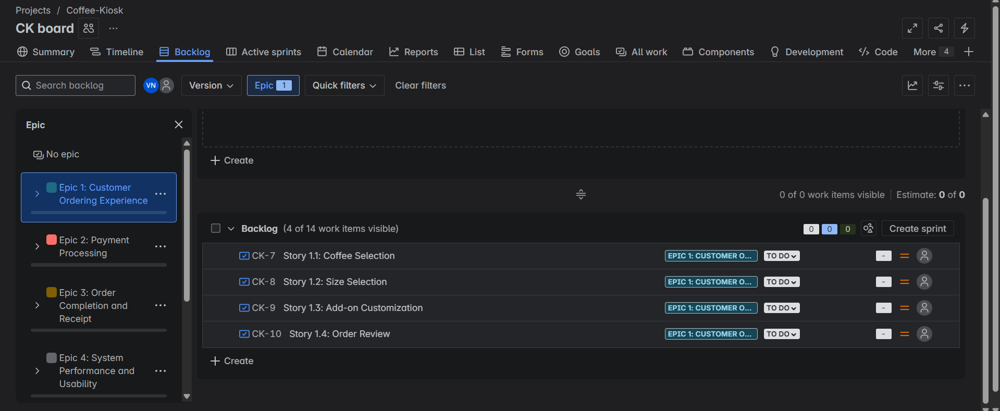 Projects / Coffee-Kiosk
CK board
Summary Timeline Backlog Active sprints Calendar Reports List Forms Goals All work Components Development Code More 4
Search backlog VN Version Epic 1 Quick filters Clear filters
Epic
No epic
Epic 1: Customer
Ordering Experience
Epic 2: Payment
Processing
Epic 3: Order
Completion and
Receipt
Epic 4: System
Performance and
Usability
Create
0 of 0 work items visible Estimate: 0 of 0
Backlog (4 of 14 work items visible) 0 0 0 Create sprint
CK-7 Story 1.1: Coffee Selection EPIC 1: CUSTOMER O... TO DO -
CK-8 Story 1.2: Size Selection EPIC 1: CUSTOMER O... TO DO -
CK-9 Story 1.3: Add-on Customization EPIC 1: CUSTOMER O... TO DO -
CK-10 Story 1.4: Order Review EPIC 1: CUSTOMER O... TO DO -
Create